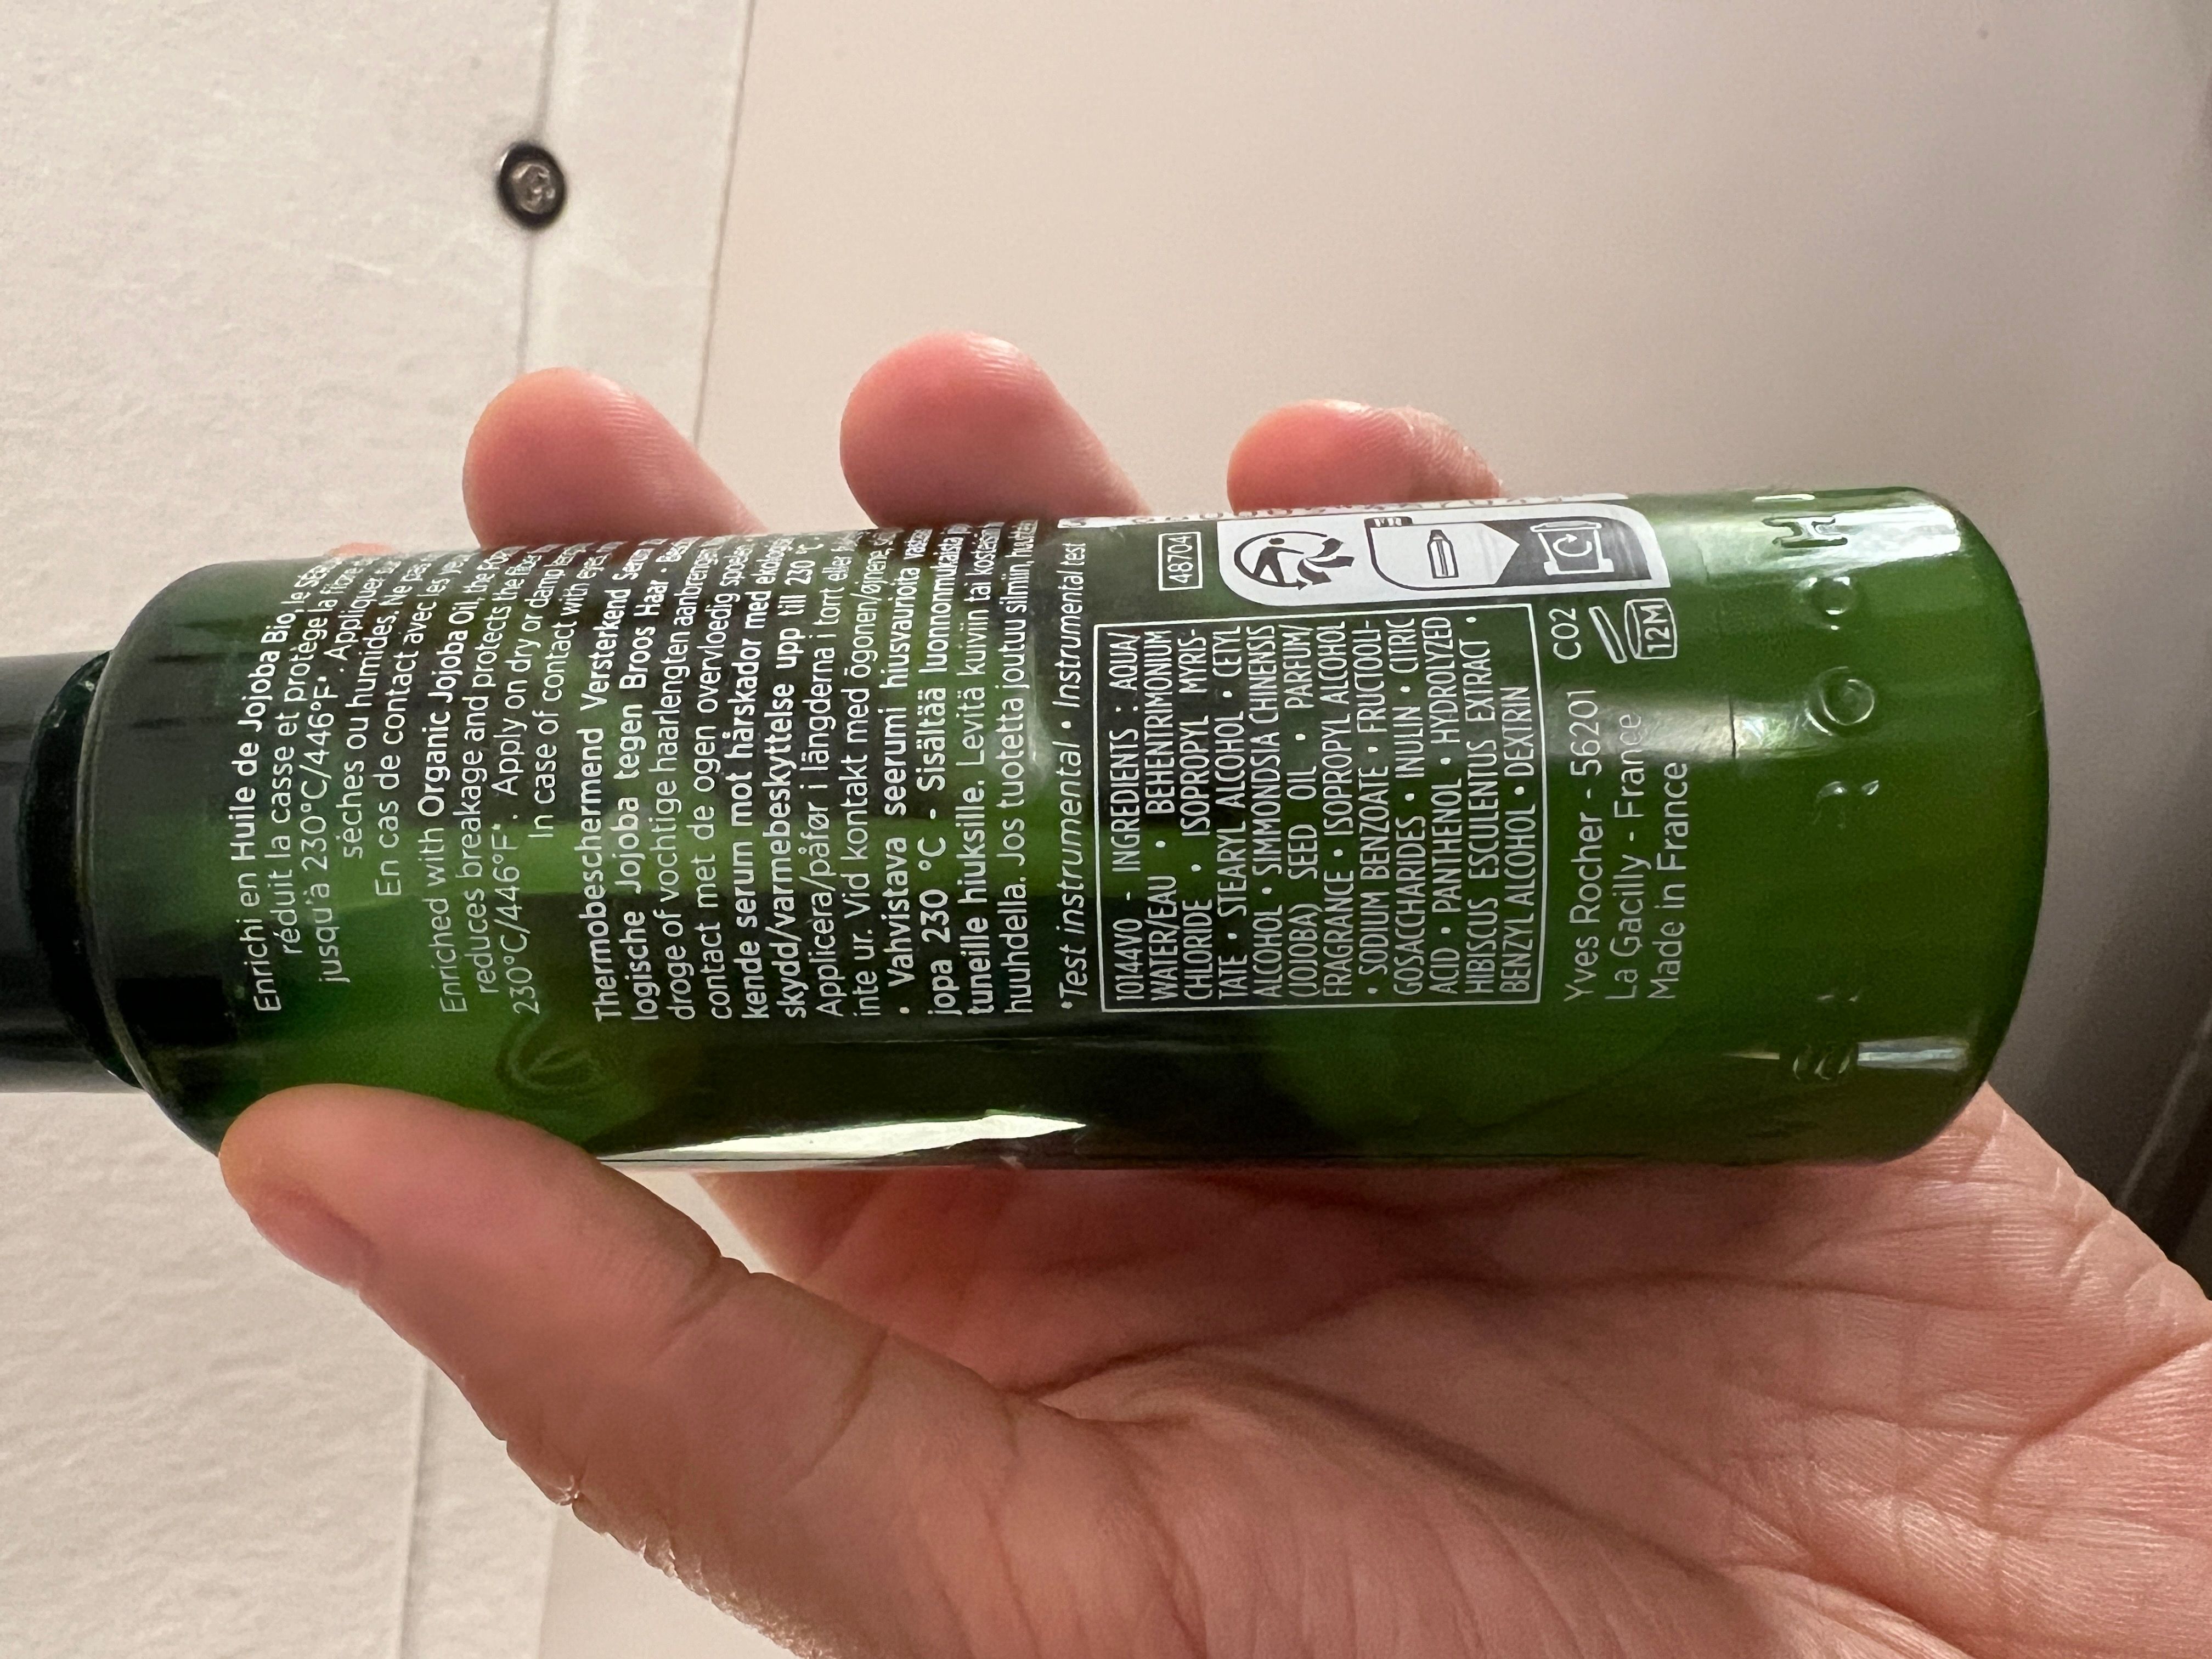 Enrichi en Huile de Jojoba Bio, le
réduit la casse et protège la fibre
jusqu'à 230°C/446°F*. Appliquer
sèches ou humides. Ne pas
En cas de contact avec les
Enriched with Organic Jojoba Oil, the
reduces breakage and protects the
230°C/446°F*. Apply on dry or damp
In case of contact with eyes,
Thermobeschermend Versterkend
logische Jojoba tegen Broos Haar -
droge of vochtige haarlengten aanbrengen
contact met de ogen overvloedig spoelen
kende serum mot hårskador med
skydd/varmebeskyttelse upp till 230 °C
Applicera/påfør i längderna i torrt eller
inte ur. Vid kontakt med ögonen/øjnene,
• Vahvistava seerumi hiusvaurioita
jopa 230 °C - Sisältää luonnonmukaista
tuneille hiuksille. Levitä kuiviin tai
huuhdella. Jos tuotetta joutuu silmiin,
*Test instrumental • Instrumental test
48704
10144V0 - INGREDIENTS : AQUA/
WATER/EAU • BEHENTRIMONIUM
CHLORIDE • ISOPROPYL MYRIS-
TATE • STEARYL ALCOHOL • CETYL
ALCOHOL • SIMMONDSIA CHINENSIS
(JOJOBA) SEED OIL • PARFUM/
FRAGRANCE • ISOPROPYL ALCOHOL
• SODIUM BENZOATE • FRUCTOOLI-
GOSACCHARIDES • INULIN • CITRIC
ACID • PANTHENOL • HYDROLYZED
HIBISCUS ESCULENTUS EXTRACT •
BENZYL ALCOHOL • DEXTRIN
FR
Yves Rocher - 56201 C02
La Gacilly - France
Made in France
12M